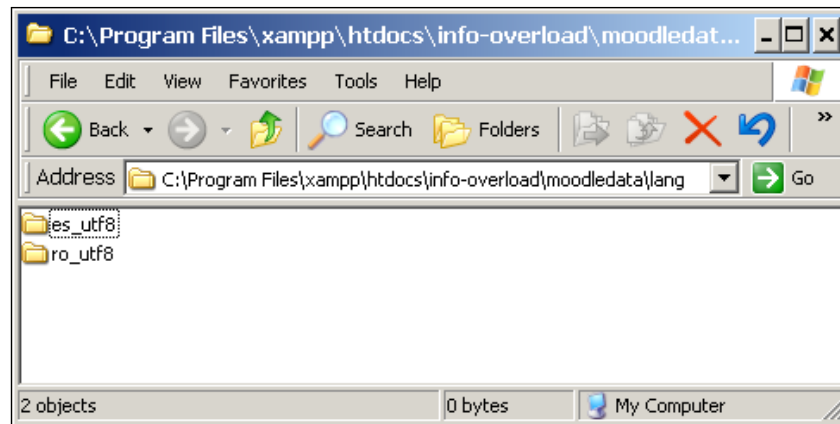 C:\Program Files\xampp\htdocs\info-overload\moodledat...
File Edit View Favorites Tools Help
Back Search Folders »
Address C:\Program Files\xampp\htdocs\info-overload\moodledata\lang Go
es_utf8
ro_utf8
2 objects 0 bytes My Computer